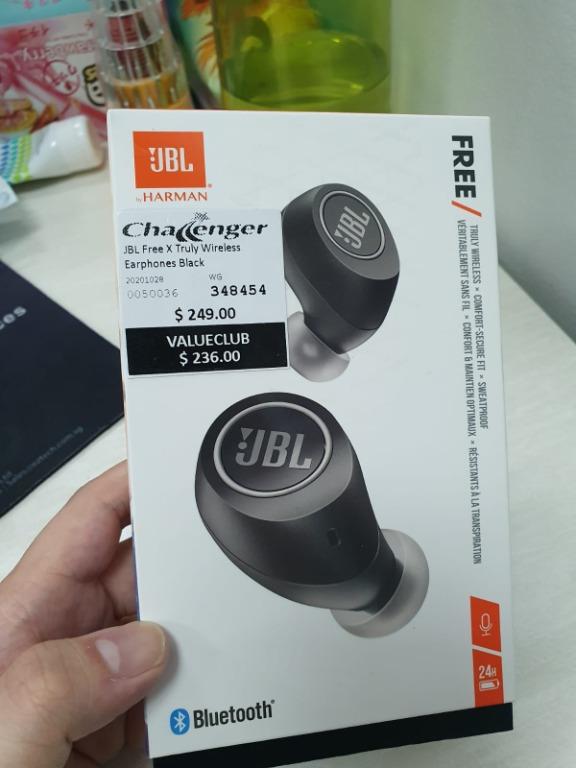 JBL
by HARMAN
FREE/
TRULY WIRELESS × COMFORT-SECURE FIT × SWEATPROOF
VÉRITABLEMENT SANS FIL × CONFORT & MAINTIEN OPTIMAUX × RÉSISTANTS À LA TRANSPIRATION
Challenger
JBL Free X Truly Wireless
Earphones Black
20201028 WG
0050036 348454
$ 249.00
VALUECLUB
$ 236.00
JBL
JBL
24H
Bluetooth®